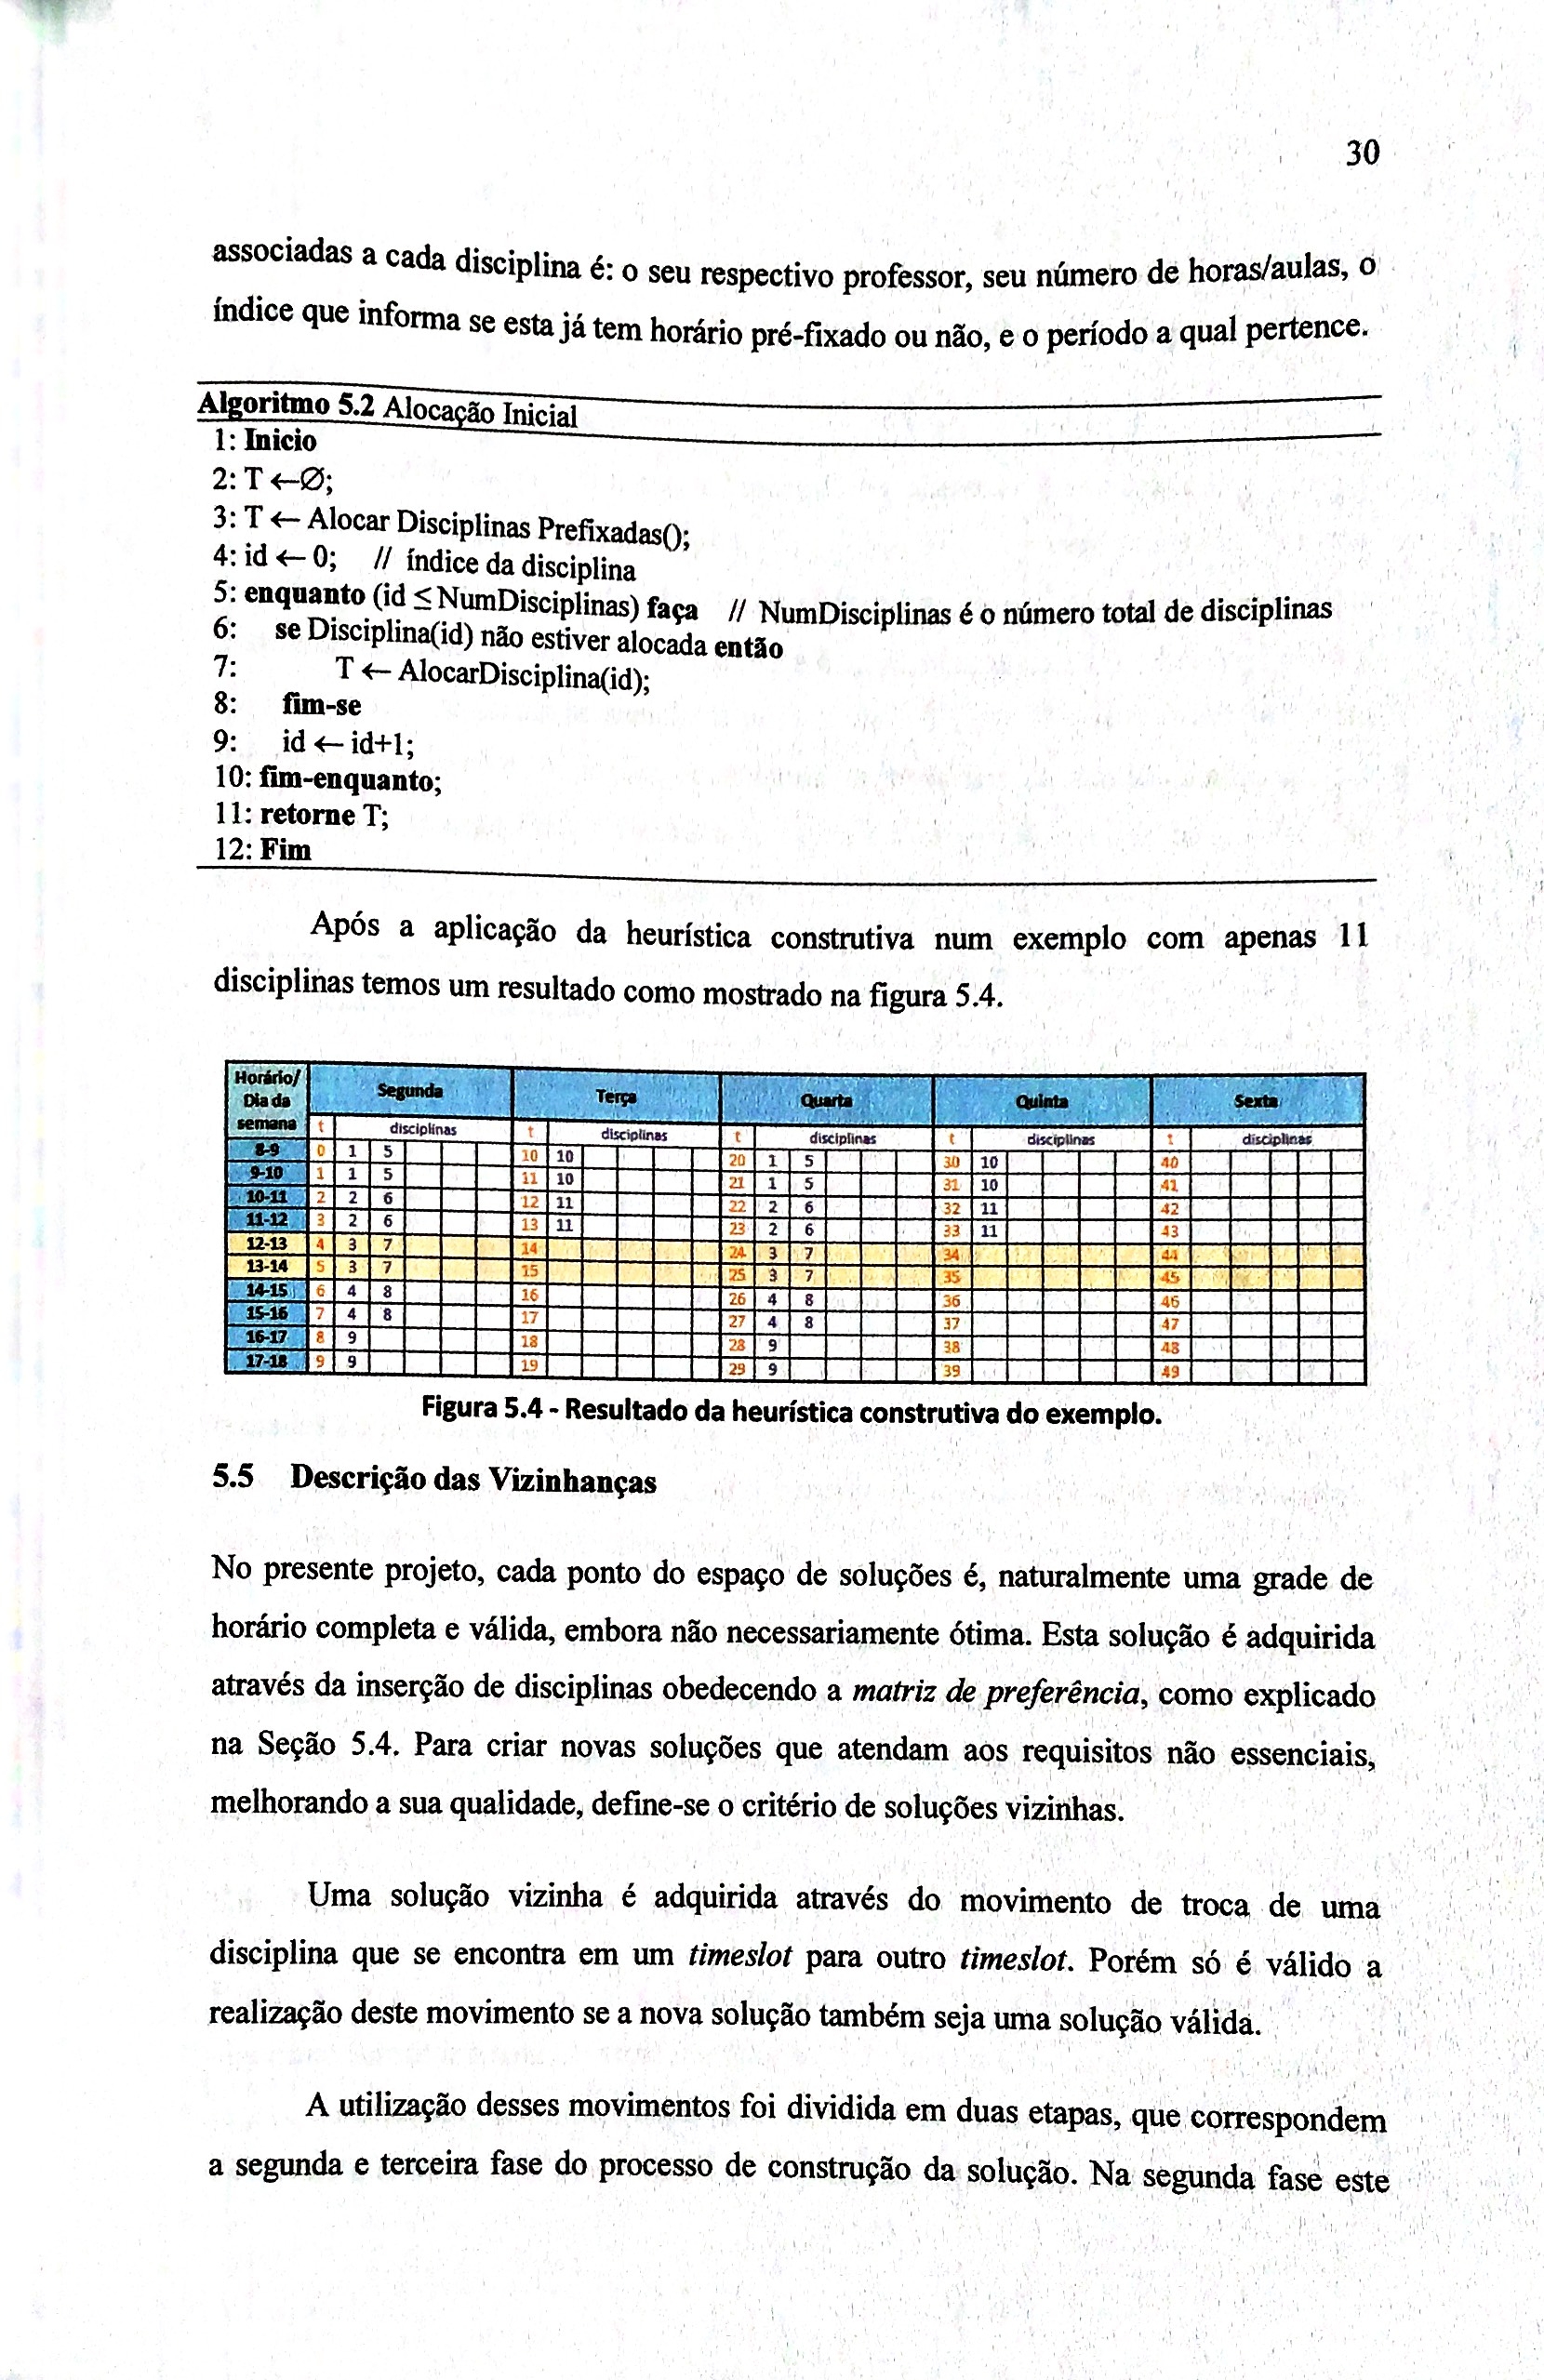 30
associadas a cada disciplina é: o seu respectivo professor, seu número de horas/aulas, o
índice que informa se esta já tem horário pré-fixado ou não, e o período a qual pertence.
Algoritmo 5.2 Alocação Inicial
1: Inicio
2: T ←∅;
3: T ← Alocar Disciplinas Prefixadas();
4: id ← 0; // índice da disciplina
5: enquanto (id ≤ NumDisciplinas) faça // NumDisciplinas é o número total de disciplinas
6: se Disciplina(id) não estiver alocada então
7: T ← AlocarDisciplina(id);
8: fim-se
9: id ← id+1;
10: fim-enquanto;
11: retorne T;
12: Fim
Após a aplicação da heurística construtiva num exemplo com apenas 11
disciplinas temos um resultado como mostrado na figura 5.4.
Horário/ Dia da semana Segunda Terça Quarta Quinta Sexta
t disciplinas t disciplinas t disciplinas t disciplinas t disciplinas
8-9 0 1 5 10 10 20 1 5 30 10 40
9-10 1 1 5 11 10 21 1 5 31 10 41
10-11 2 2 6 12 11 22 2 6 32 11 42
11-12 3 2 6 13 11 23 2 6 33 11 43
12-13 4 3 7 14 24 3 7 34 44
13-14 5 3 7 15 25 3 7 35 45
14-15 6 4 8 16 26 4 8 36 46
15-16 7 4 8 17 27 4 8 37 47
16-17 8 9 18 28 9 38 48
17-18 9 9 19 29 9 39 49
Figura 5.4 - Resultado da heurística construtiva do exemplo.
5.5 Descrição das Vizinhanças
No presente projeto, cada ponto do espaço de soluções é, naturalmente uma grade de
horário completa e válida, embora não necessariamente ótima. Esta solução é adquirida
através da inserção de disciplinas obedecendo a matriz de preferência, como explicado
na Seção 5.4. Para criar novas soluções que atendam aos requisitos não essenciais,
melhorando a sua qualidade, define-se o critério de soluções vizinhas.
Uma solução vizinha é adquirida através do movimento de troca de uma
disciplina que se encontra em um timeslot para outro timeslot. Porém só é válido a
realização deste movimento se a nova solução também seja uma solução válida.
A utilização desses movimentos foi dividida em duas etapas, que correspondem
a segunda e terceira fase do processo de construção da solução. Na segunda fase este